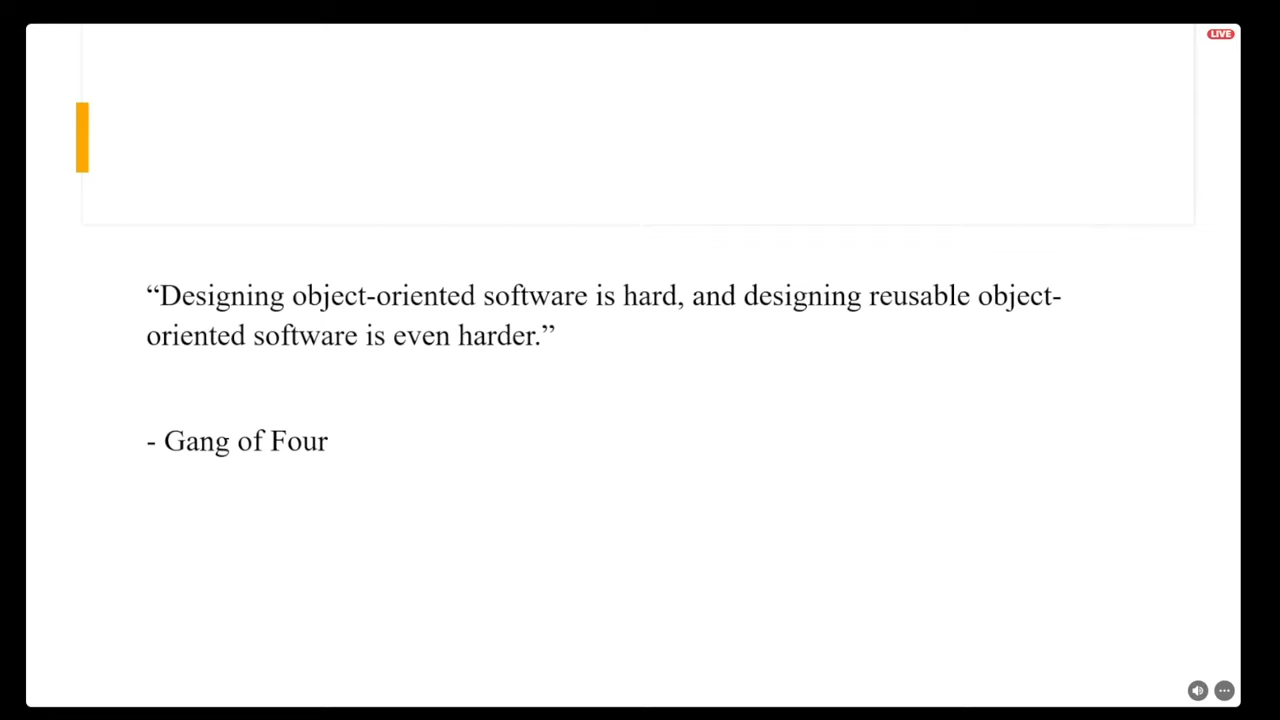 LIVE
“Designing object-oriented software is hard, and designing reusable object-
oriented software is even harder.”
- Gang of Four